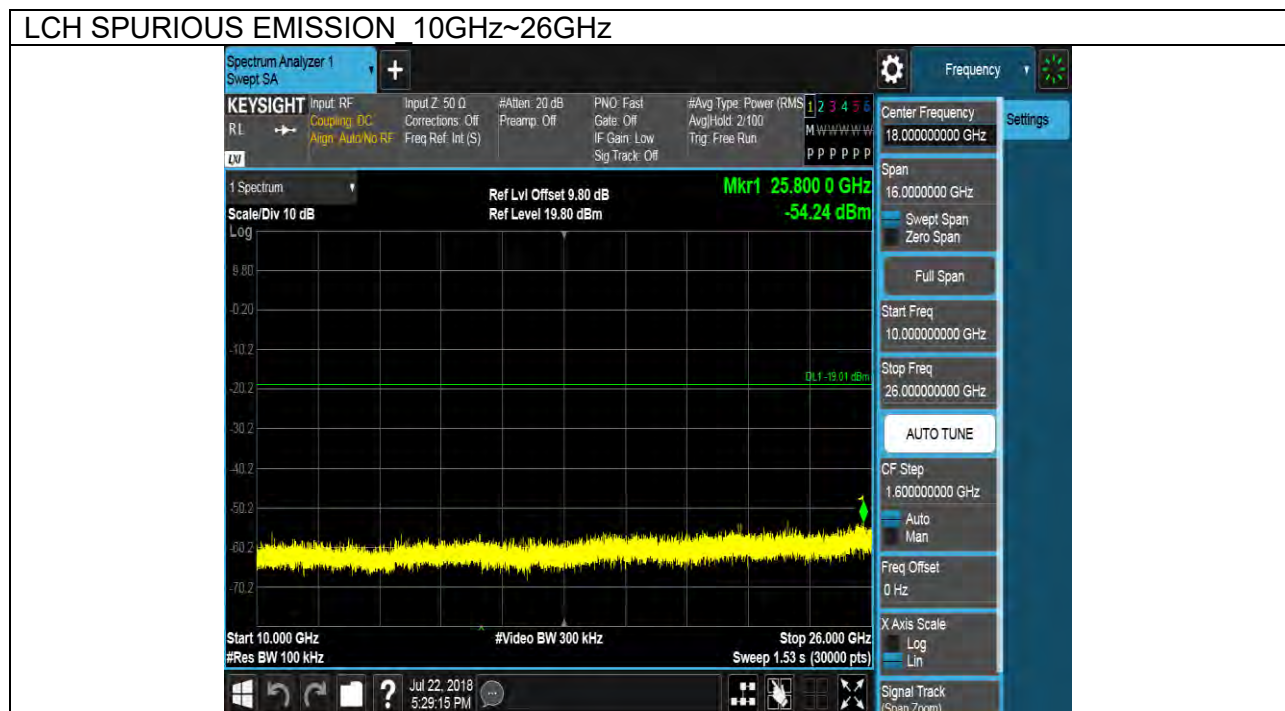 LCH SPURIOUS EMISSION_10GHz~26GHz
Spectrum Analyzer 1
Swept SA
+
Frequency
KEYSIGHT
RL
LXI
Input: RF
Coupling: DC
Align: Auto/No RF
Input Z: 50 Ω
Corrections: Off
Freq Ref: Int (S)
#Atten: 20 dB
Preamp: Off
PNO: Fast
Gate: Off
IF Gain: Low
Sig Track: Off
#Avg Type: Power (RMS
Avg|Hold: 2/100
Trig: Free Run
1 2 3 4 5 6
M W W W W W
P P P P P P
Center Frequency
18.000000000 GHz
Settings
Span
16.0000000 GHz
Swept Span
Zero Span
Full Span
Start Freq
10.000000000 GHz
Stop Freq
26.000000000 GHz
AUTO TUNE
CF Step
1.600000000 GHz
Auto
Man
Freq Offset
0 Hz
X Axis Scale
Log
Lin
Signal Track
(Span Zoom)
1 Spectrum
Scale/Div 10 dB
Ref Lvl Offset 9.80 dB
Ref Level 19.80 dBm
Mkr1 25.800 0 GHz
-54.24 dBm
Log
9.80
-0.20
-10.2
DL1 -19.01 dBm
-20.2
-30.2
-40.2
-50.2
-60.2
-70.2
Start 10.000 GHz
#Video BW 300 kHz
Stop 26.000 GHz
#Res BW 100 kHz
Sweep 1.53 s (30000 pts)
?
Jul 22, 2018
5:29:15 PM